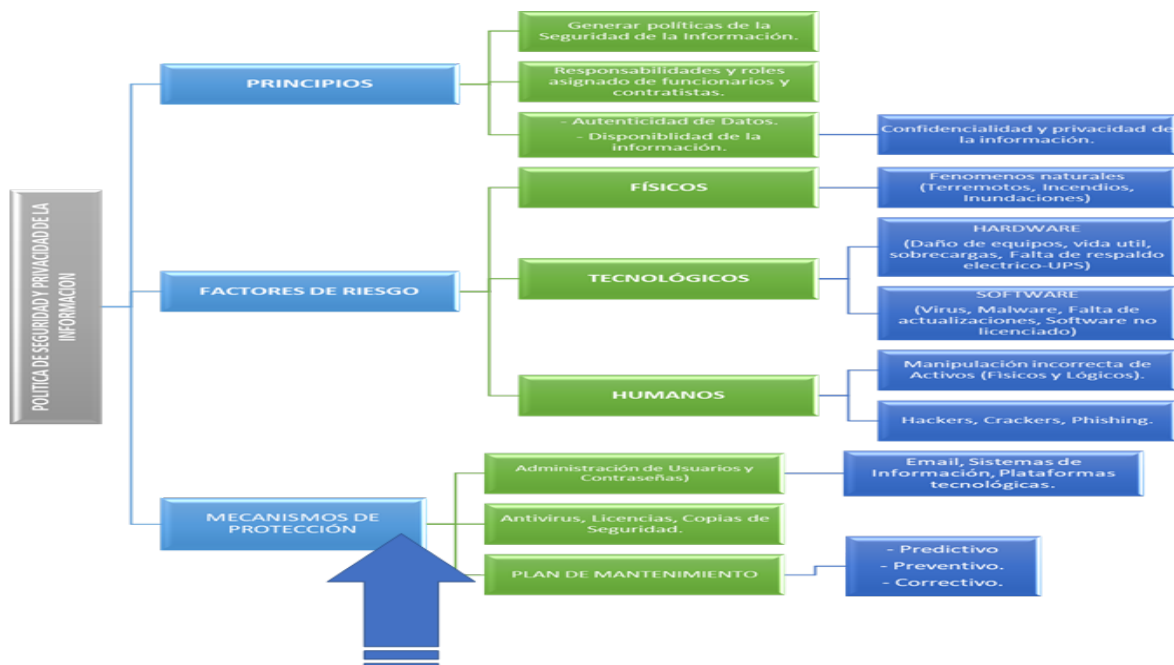 POLITICA DE SEGURIDAD Y PRIVACIDAD DE LA
INFORMACION
PRINCIPIOS
Generar políticas de la
Seguridad de la Información.
Responsabilidades y roles
asignado de funcionarios y
contratistas.
- Autenticidad de Datos.
- Disponiblidad de la
información.
Confidencialidad y privacidad de
la información.
FACTORES DE RIESGO
FÍSICOS
Fenomenos naturales
(Terremotos, Incendios,
Inundaciones)
TECNOLÓGICOS
HARDWARE
(Daño de equipos, vida util,
sobrecargas, Falta de respaldo
electrico-UPS)
SOFTWARE
(Virus, Malware, Falta de
actualizaciones, Software no
licenciado)
HUMANOS
Manipulación incorrecta de
Activos (Fìsicos y Lógicos).
Hackers, Crackers, Phishing.
MECANISMOS DE
PROTECCIÓN
Administración de Usuarios y
Contraseñas)
Email, Sistemas de
Información, Plataformas
tecnológicas.
Antivirus, Licencias, Copias de
Seguridad.
PLAN DE MANTENIMIENTO
- Predictivo
- Preventivo.
- Correctivo.